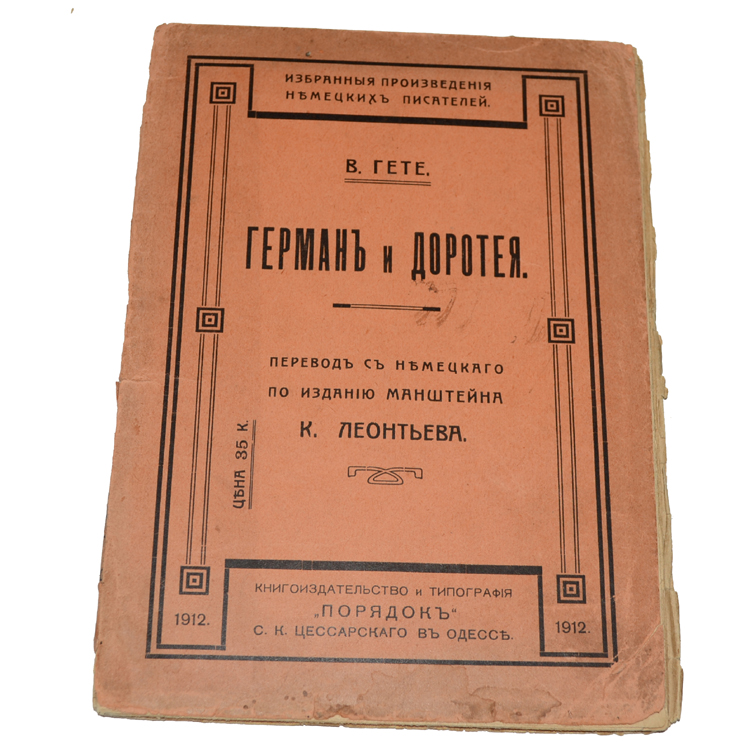 ИЗБРАННЫЯ ПРОИЗВЕДЕНІЯ
НѢМЕЦКИХЪ ПИСАТЕЛЕЙ.
В. ГЕТЕ.
ГЕРМАНЪ и ДОРОТЕЯ.
ПЕРЕВОДЪ СЪ НѢМЕЦКАГО
ПО ИЗДАНІЮ МАНШТЕЙНА
К. ЛЕОНТЬЕВА.
ЦѢНА 35 К.
КНИГОИЗДАТЕЛЬСТВО и ТИПОГРАФІЯ
„ПОРЯДОКЪ“
С. К. ЦЕССАРСКАГО ВЪ ОДЕССѢ.
1912.
1912.